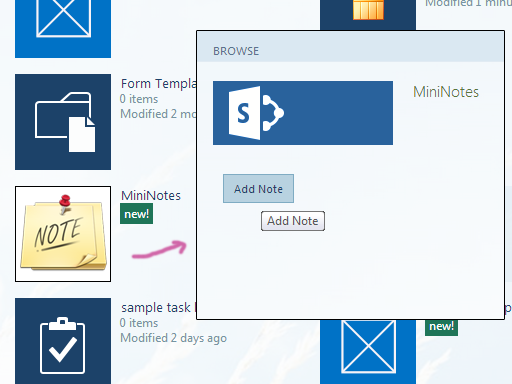 Modified 1 minu
BROWSE
S
MiniNotes
Form Templa
0 items
Modified 2 mo
Add Note
Add Note
MiniNotes
new!
NOTE
sample task l
0 items
Modified 2 days ago
new!